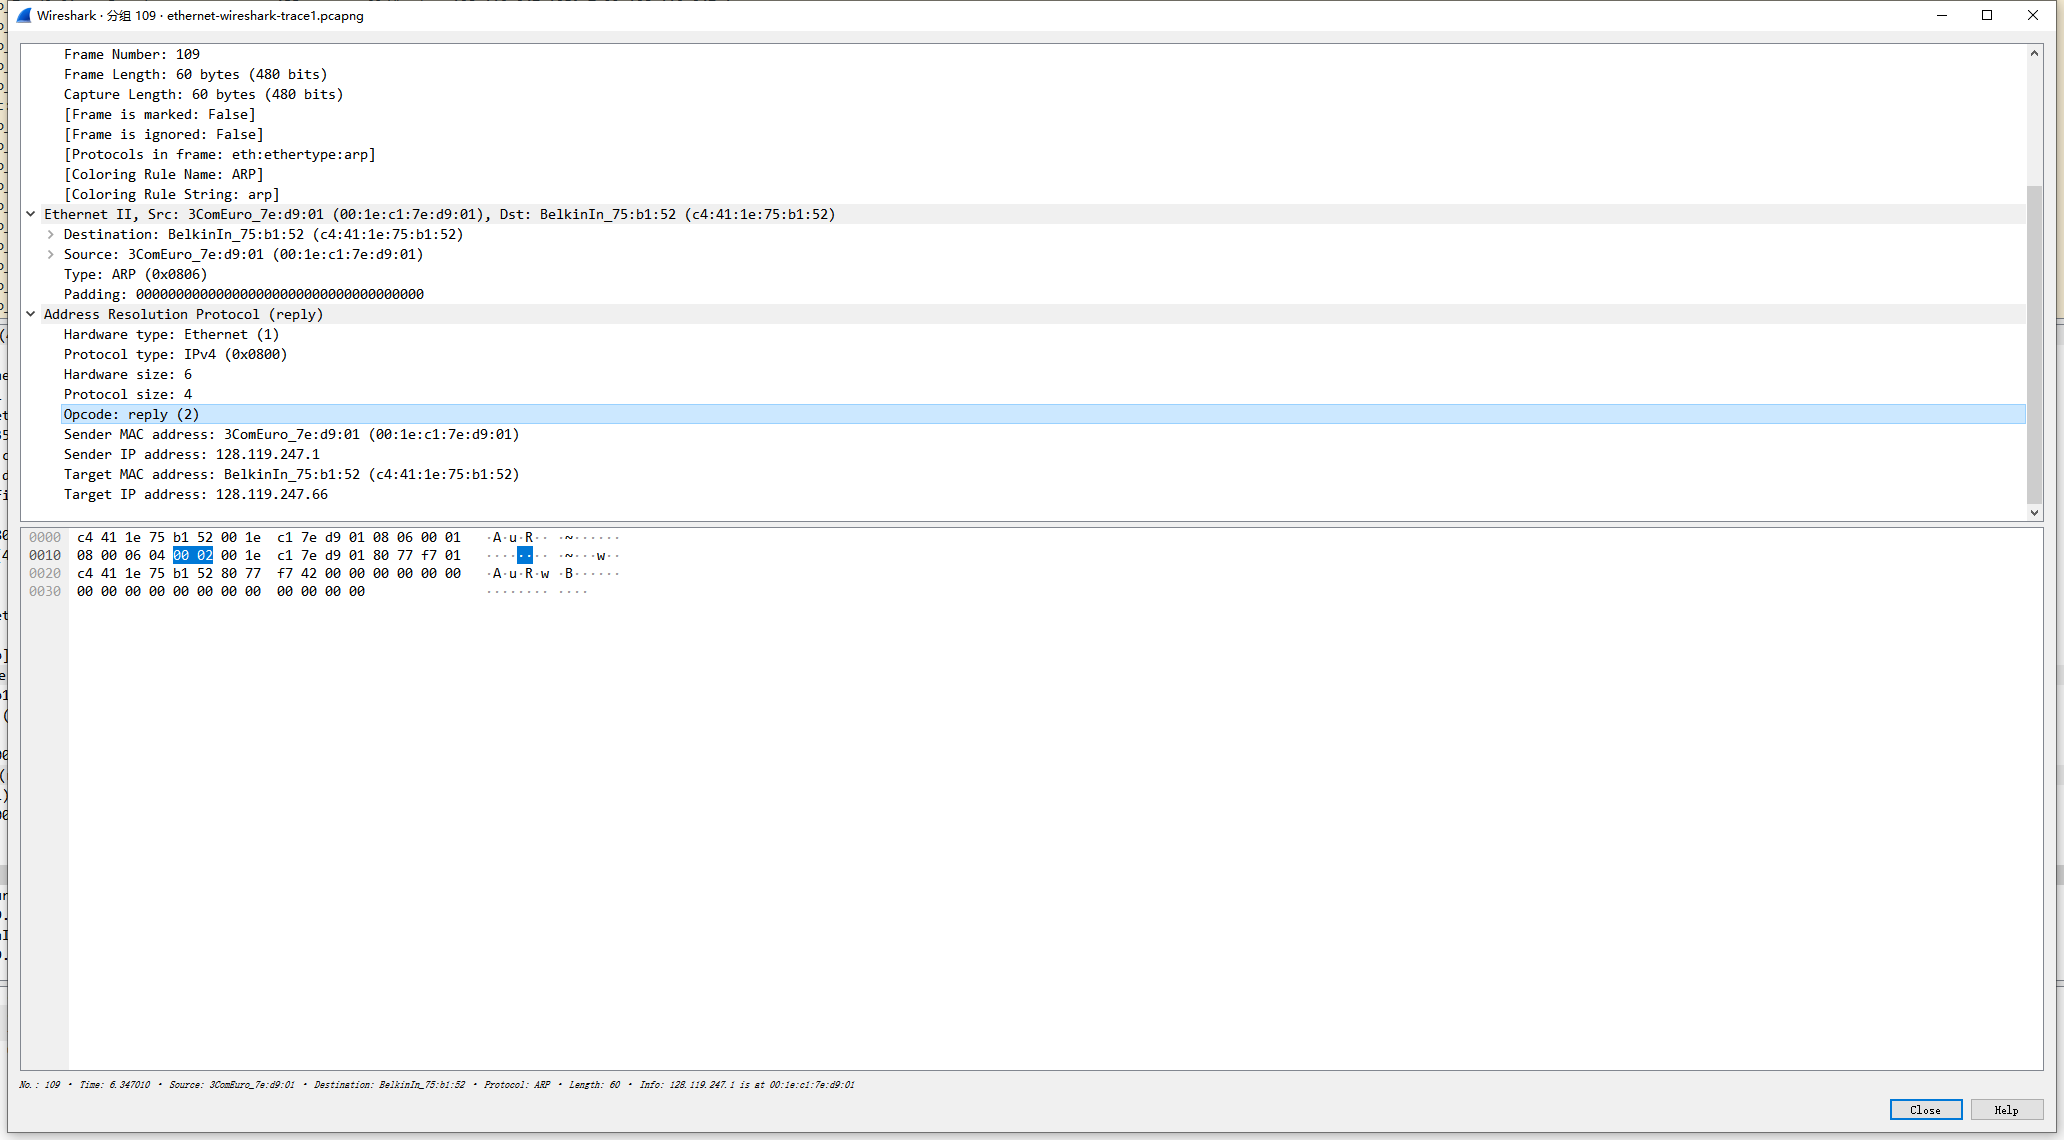 Wireshark · 分组 109 · ethernet-wireshark-trace1.pcapng
Frame Number: 109
Frame Length: 60 bytes (480 bits)
Capture Length: 60 bytes (480 bits)
[Frame is marked: False]
[Frame is ignored: False]
[Protocols in frame: eth:ethertype:arp]
[Coloring Rule Name: ARP]
[Coloring Rule String: arp]
Ethernet II, Src: 3ComEuro_7e:d9:01 (00:1e:c1:7e:d9:01), Dst: BelkinIn_75:b1:52 (c4:41:1e:75:b1:52)
Destination: BelkinIn_75:b1:52 (c4:41:1e:75:b1:52)
Source: 3ComEuro_7e:d9:01 (00:1e:c1:7e:d9:01)
Type: ARP (0x0806)
Padding: 000000000000000000000000000000000000
Address Resolution Protocol (reply)
Hardware type: Ethernet (1)
Protocol type: IPv4 (0x0800)
Hardware size: 6
Protocol size: 4
Opcode: reply (2)
Sender MAC address: 3ComEuro_7e:d9:01 (00:1e:c1:7e:d9:01)
Sender IP address: 128.119.247.1
Target MAC address: BelkinIn_75:b1:52 (c4:41:1e:75:b1:52)
Target IP address: 128.119.247.66
0000 c4 41 1e 75 b1 52 00 1e c1 7e d9 01 08 06 00 01 ·A·u·R·· ·~······
0010 08 00 06 04 00 02 00 1e c1 7e d9 01 80 77 f7 01 ········ ·~···w··
0020 c4 41 1e 75 b1 52 80 77 f7 42 00 00 00 00 00 00 ·A·u·R·w ·B······
0030 00 00 00 00 00 00 00 00 00 00 00 00 ········ ····
No.: 109 · Time: 6.347010 · Source: 3ComEuro_7e:d9:01 · Destination: BelkinIn_75:b1:52 · Protocol: ARP · Length: 60 · Info: 128.119.247.1 is at 00:1e:c1:7e:d9:01
Close Help